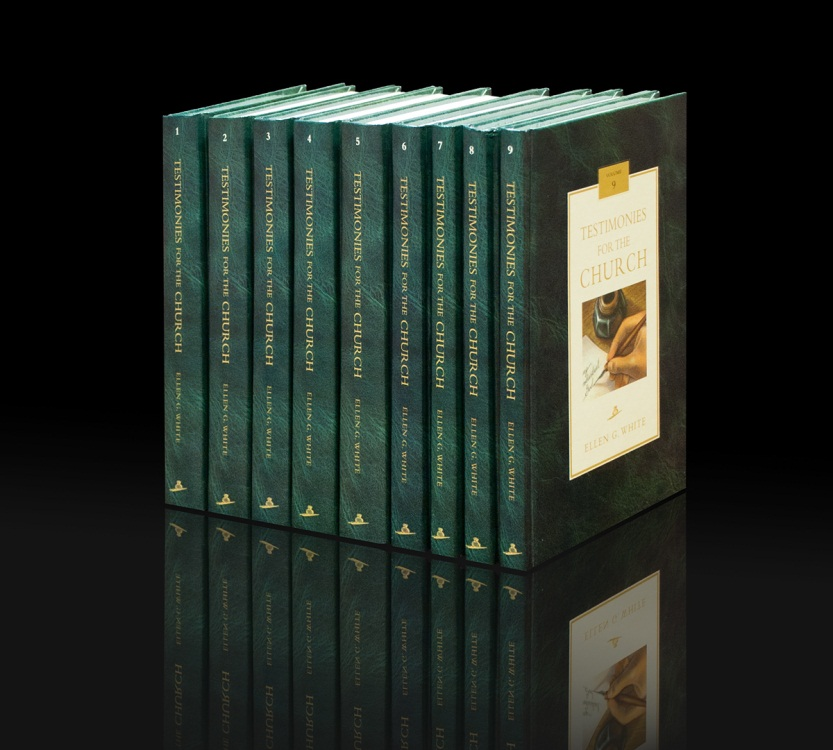 1
TESTIMONIES FOR THE CHURCH
ELLEN G. WHITE
2
TESTIMONIES FOR THE CHURCH
ELLEN G. WHITE
3
TESTIMONIES FOR THE CHURCH
ELLEN G. WHITE
4
TESTIMONIES FOR THE CHURCH
ELLEN G. WHITE
5
TESTIMONIES FOR THE CHURCH
ELLEN G. WHITE
6
TESTIMONIES FOR THE CHURCH
ELLEN G. WHITE
7
TESTIMONIES FOR THE CHURCH
ELLEN G. WHITE
8
TESTIMONIES FOR THE CHURCH
ELLEN G. WHITE
9
TESTIMONIES FOR THE CHURCH
ELLEN G. WHITE
VOLUME
9
TESTIMONIES
FOR THE
CHURCH
ELLEN G. WHITE